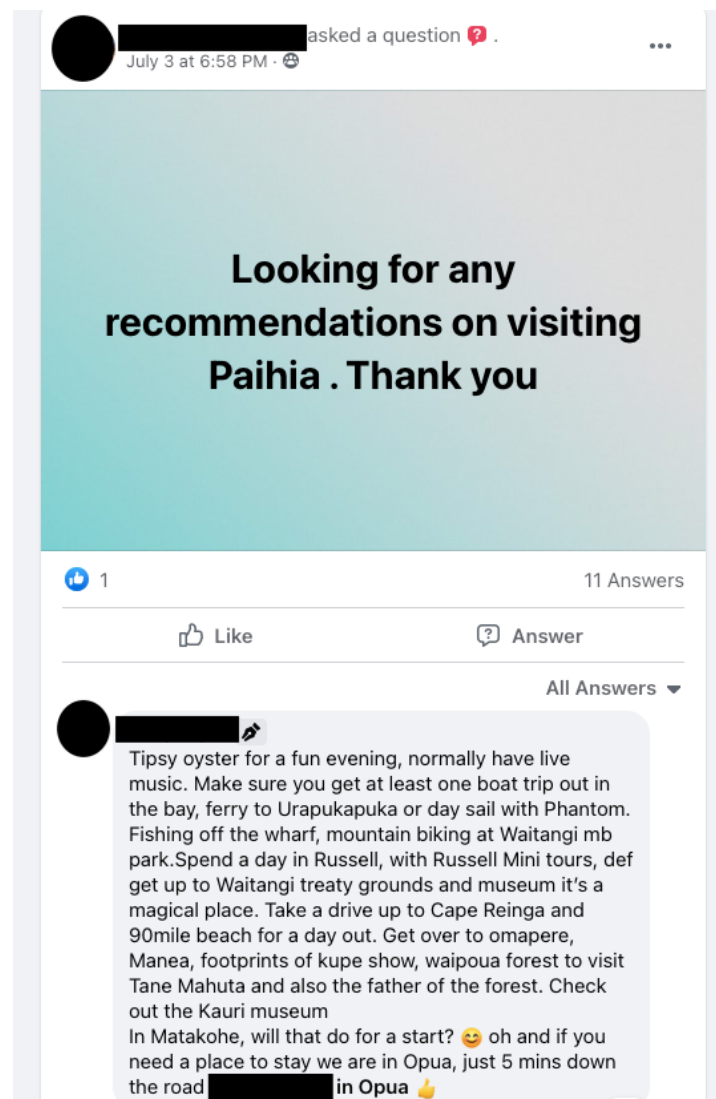 asked a question .
July 3 at 6:58 PM ·
Looking for any
recommendations on visiting
Paihia . Thank you
1
11 Answers
Like
Answer
All Answers
Tipsy oyster for a fun evening, normally have live
music. Make sure you get at least one boat trip out in
the bay, ferry to Urapukapuka or day sail with Phantom.
Fishing off the wharf, mountain biking at Waitangi mb
park.Spend a day in Russell, with Russell Mini tours, def
get up to Waitangi treaty grounds and museum it’s a
magical place. Take a drive up to Cape Reinga and
90mile beach for a day out. Get over to omapere,
Manea, footprints of kupe show, waipoua forest to visit
Tane Mahuta and also the father of the forest. Check
out the Kauri museum
In Matakohe, will that do for a start? 😊 oh and if you
need a place to stay we are in Opua, just 5 mins down
the road in Opua 👍